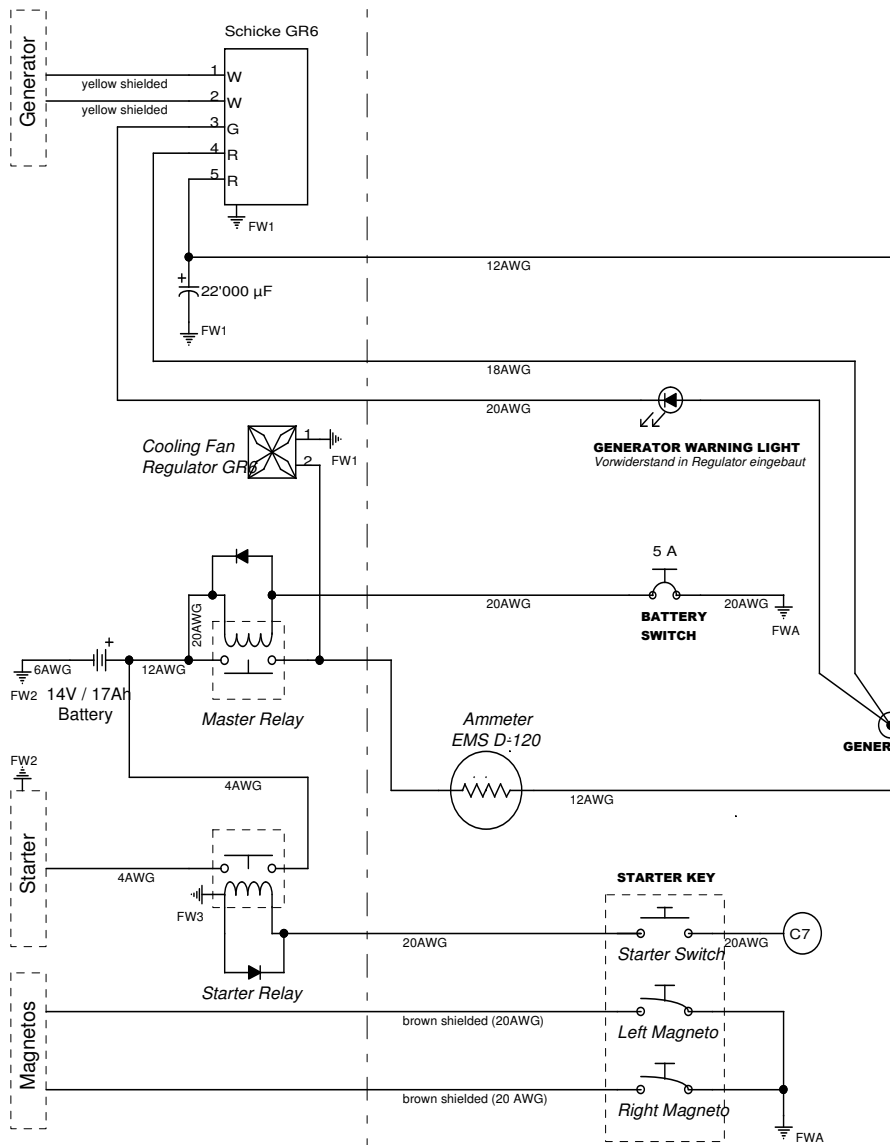 Schicke GR6
Generator
1 W
yellow shielded
2 W
yellow shielded
3 G
4 R
5 R
FW1
12AWG
+
22'000 µF
FW1
18AWG
20AWG
GENERATOR WARNING LIGHT
Vorwiderstand in Regulator eingebaut
Cooling Fan
Regulator GR6
1
2
FW1
5 A
20AWG
20AWG
20AWG
BATTERY
SWITCH
FWA
+
6AWG
12AWG
FW2
14V / 17Ah
Battery
Master Relay
Ammeter
EMS D-120
GENER
FW2
4AWG
12AWG
Starter
4AWG
STARTER KEY
FW3
20AWG
20AWG
C7
Starter Switch
Starter Relay
Magnetos
brown shielded (20AWG)
Left Magneto
brown shielded (20 AWG)
Right Magneto
FWA